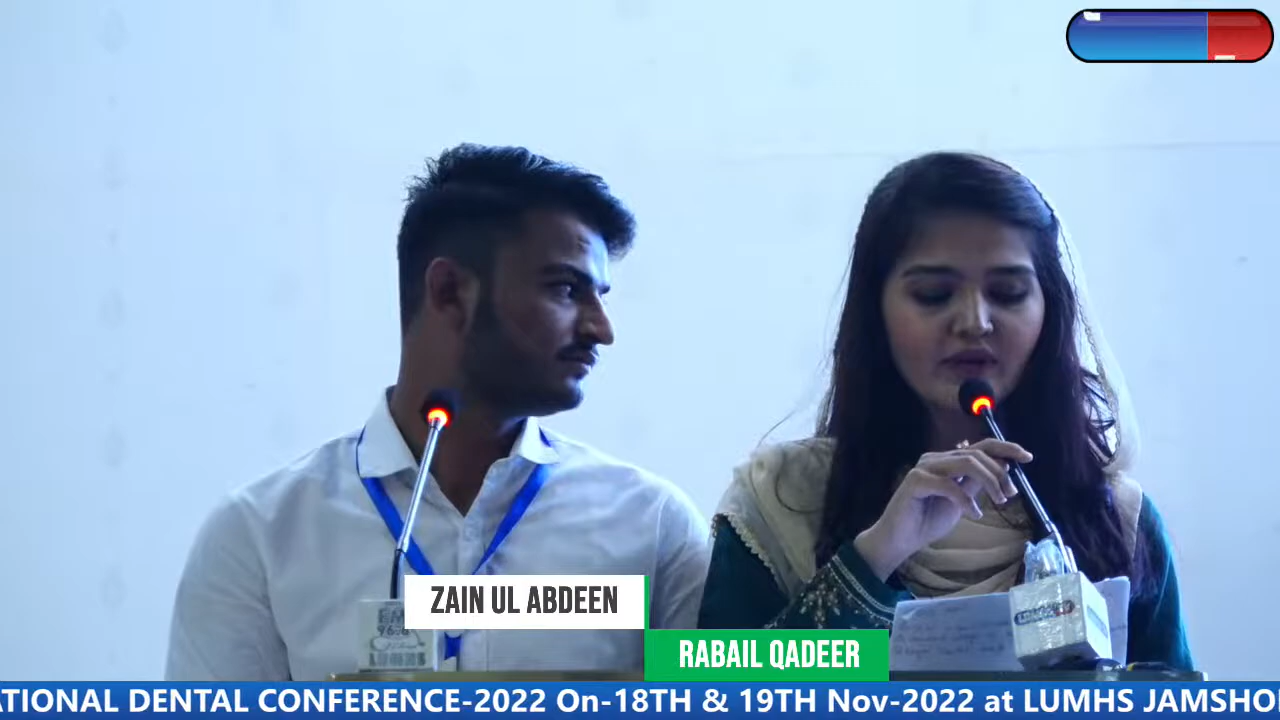 ZAIN UL ABDEEN
RABAIL QADEER
ATIONAL DENTAL CONFERENCE-2022 On-18TH & 19TH Nov-2022 at LUMHS JAMSHO